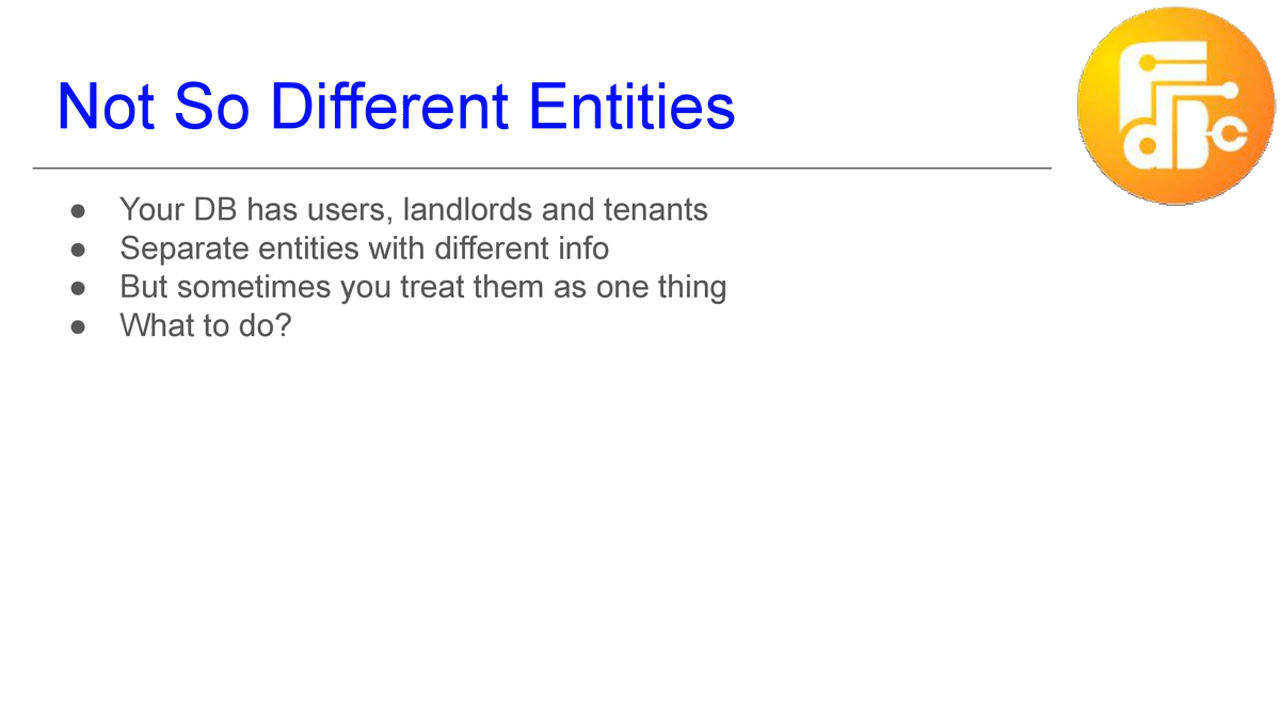 Not So Different Entities
● Your DB has users, landlords and tenants
● Separate entities with different info
● But sometimes you treat them as one thing
● What to do?